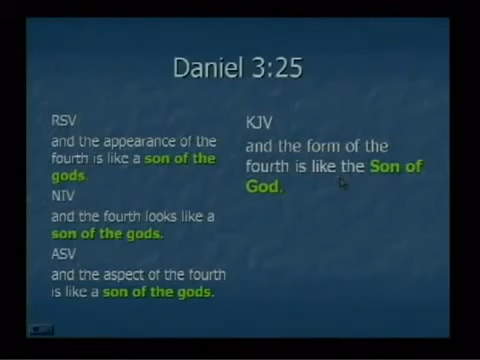 Daniel 3:25
RSV
and the appearance of the
fourth is like a son of the
gods.
NIV
and the fourth looks like a
son of the gods.
ASV
and the aspect of the fourth
is like a son of the gods.
KJV
and the form of the
fourth is like the Son of
God.